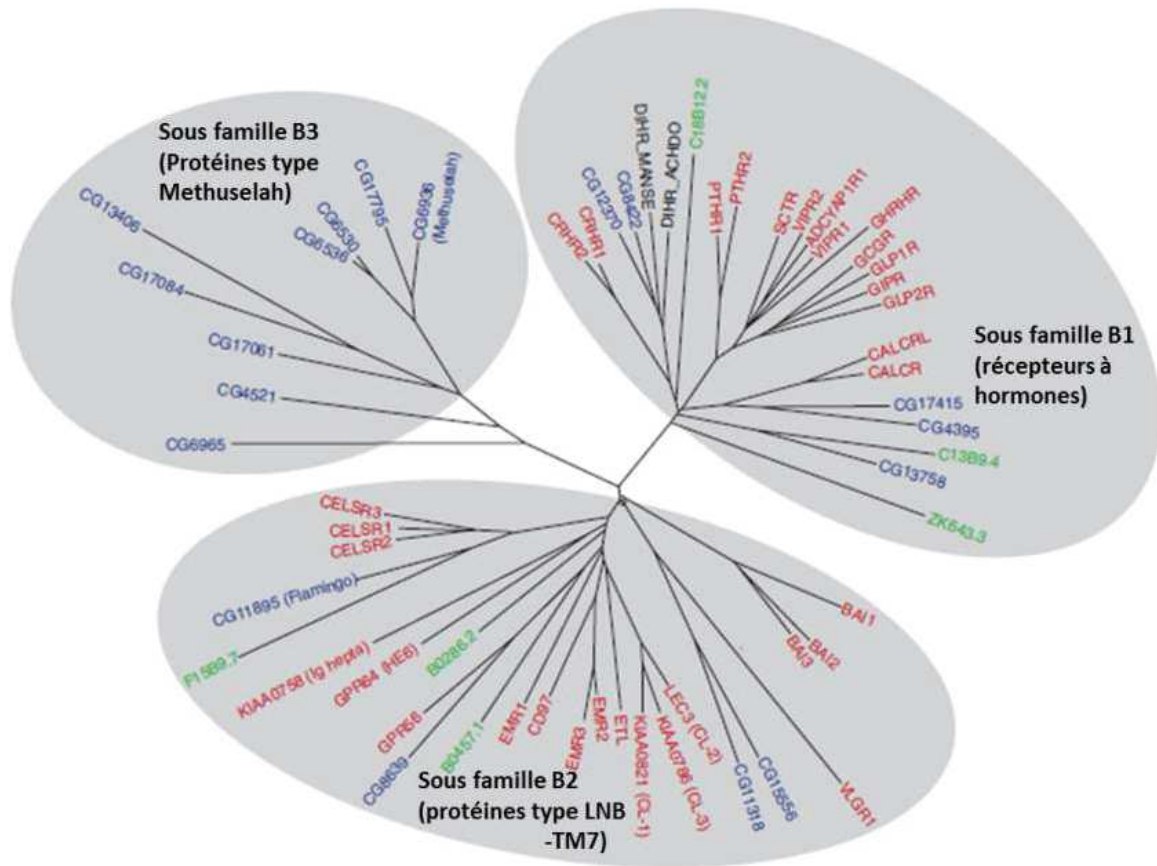 Sous famille B3
(Protéines type
Methuselah)
CG13406
CG17084
CG17061
CG4521
CG6965
CG6536
CG6530
CG17795
CG6936
(Methuselah)
CRHR2
CRHR1
CG12370
CG8422
DIHR_MANSE
DIHR_ACHDO
C18B12.2
PTHR1
PTHR2
SCTR
VIPR2
ADCYAP1R1
VIPR1
GHRHR
GCGR
GLP1R
GIPR
GLP2R
CALCRL
CALCR
CG17415
CG4395
C13B9.4
CG13758
ZK643.3
Sous famille B1
(récepteurs à
hormones)
CELSR3
CELSR1
CELSR2
CG11895 (Flamingo)
F15B9.7
KIAA0758 (Ig hepta)
GPR64 (HE6)
B0286.2
GPR56
CG8639
B0457.1
EMR1
CD97
EMR3
EMR2
ETL
KIAA0821 (CL-1)
KIAA0786 (CL-3)
LEC3 (CL-2)
CG11318
CG15556
VLGR1
BAI3
BAI2
BAI1
Sous famille B2
(protéines type LNB
-TM7)